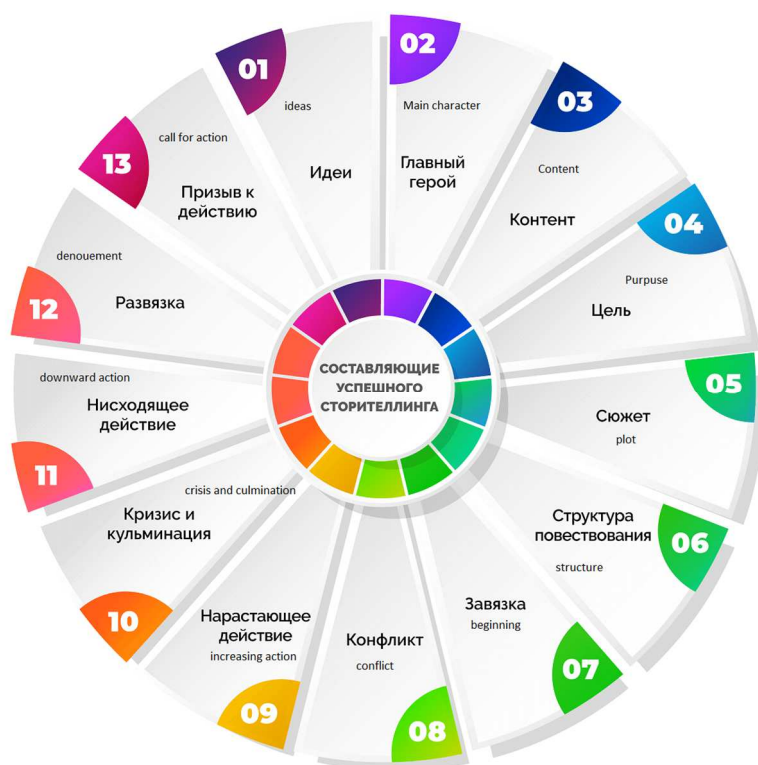 СОСТАВЛЯЮЩИЕ
УСПЕШНОГО
СТОРИТЕЛЛИНГА
01
ideas
Идеи
02
Main character
Главный
герой
03
Content
Контент
04
Purpuse
Цель
05
Сюжет
plot
06
Структура
повествования
structure
07
Завязка
beginning
08
Конфликт
conflict
09
Нарастающее
действие
increasing action
10
crisis and culmination
Кризис и
кульминация
11
downward action
Нисходящее
действие
12
denouement
Развязка
13
call for action
Призыв к
действию